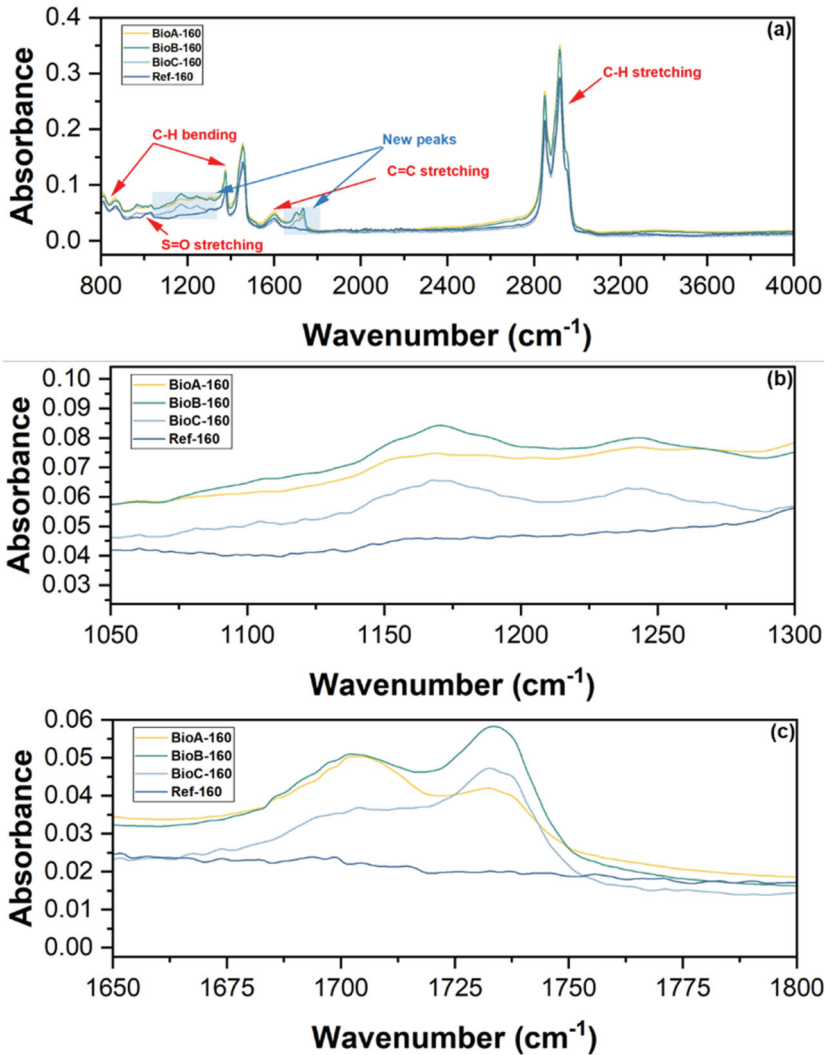 (a)
BioA-160
BioB-160
BioC-160
Ref-160
C-H stretching
C-H bending
New peaks
C=C stretching
S=O stretching
Absorbance
0.4
0.3
0.2
0.1
0.0
800 1200 1600 2000 2400 2800 3200 3600 4000
Wavenumber (cm-1)
(b)
BioA-160
BioB-160
BioC-160
Ref-160
Absorbance
0.10
0.09
0.08
0.07
0.06
0.05
0.04
0.03
1050 1100 1150 1200 1250 1300
Wavenumber (cm-1)
(c)
BioA-160
BioB-160
BioC-160
Ref-160
Absorbance
0.06
0.05
0.04
0.03
0.02
0.01
0.00
1650 1675 1700 1725 1750 1775 1800
Wavenumber (cm-1)